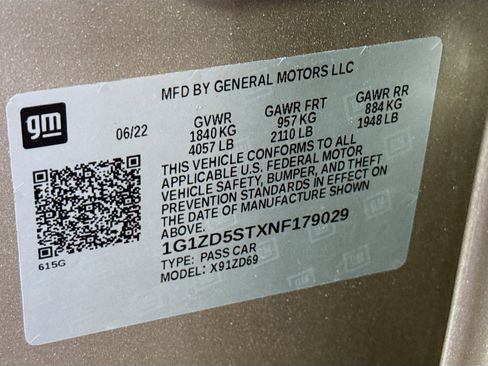 MFD BY GENERAL MOTORS LLC
gm
06/22
GVWR
1840 KG
4057 LB
GAWR FRT
957 KG
2110 LB
GAWR RR
884 KG
1948 LB
THIS VEHICLE CONFORMS TO ALL
APPLICABLE U.S. FEDERAL MOTOR
VEHICLE SAFETY, BUMPER, AND THEFT
PREVENTION STANDARDS IN EFFECT ON
THE DATE OF MANUFACTURE SHOWN
ABOVE.
1G1ZD5STXNF179029
TYPE: PASS CAR
MODEL: X91ZD69
615G